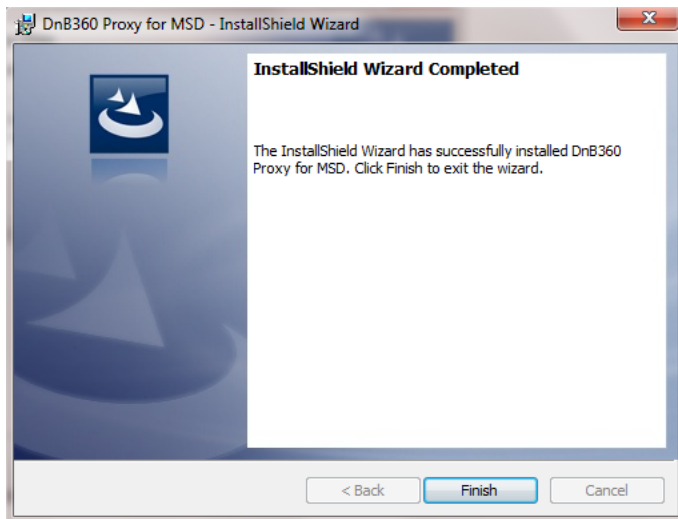 DnB360 Proxy for MSD - InstallShield Wizard
InstallShield Wizard Completed
The InstallShield Wizard has successfully installed DnB360
Proxy for MSD. Click Finish to exit the wizard.
< Back
Finish
Cancel